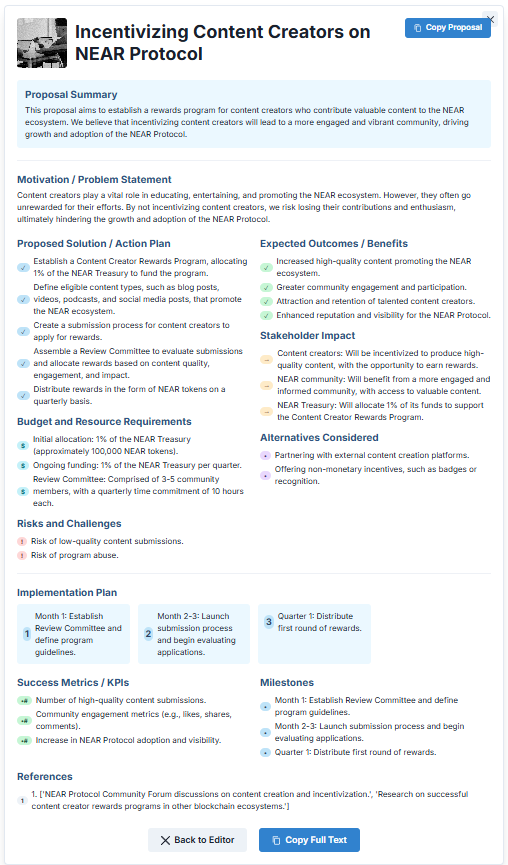 Incentivizing Content Creators on
NEAR Protocol
Copy Proposal
Proposal Summary
This proposal aims to establish a rewards program for content creators who contribute valuable content to the NEAR
ecosystem. We believe that incentivizing content creators will lead to a more engaged and vibrant community, driving
growth and adoption of the NEAR Protocol.
Motivation / Problem Statement
Content creators play a vital role in educating, entertaining, and promoting the NEAR ecosystem. However, they often go
unrewarded for their efforts. By not incentivizing content creators, we risk losing their contributions and enthusiasm,
ultimately hindering the growth and adoption of the NEAR Protocol.
Proposed Solution / Action Plan
✓ Establish a Content Creator Rewards Program, allocating
1% of the NEAR Treasury to fund the program.
✓ Define eligible content types, such as blog posts,
videos, podcasts, and social media posts, that promote
the NEAR ecosystem.
✓ Create a submission process for content creators to
apply for rewards.
✓ Assemble a Review Committee to evaluate submissions
and allocate rewards based on content quality,
engagement, and impact.
✓ Distribute rewards in the form of NEAR tokens on a
quarterly basis.
Budget and Resource Requirements
$ Initial allocation: 1% of the NEAR Treasury
(approximately 100,000 NEAR tokens).
$ Ongoing funding: 1% of the NEAR Treasury per quarter.
$ Review Committee: Comprised of 3-5 community
members, with a quarterly time commitment of 10 hours
each.
Risks and Challenges
! Risk of low-quality content submissions.
! Risk of program abuse.
Expected Outcomes / Benefits
✓ Increased high-quality content promoting the NEAR
ecosystem.
✓ Greater community engagement and participation.
✓ Attraction and retention of talented content creators.
✓ Enhanced reputation and visibility for the NEAR Protocol.
Stakeholder Impact
→ Content creators: Will be incentivized to produce high-
quality content, with the opportunity to earn rewards.
→ NEAR community: Will benefit from a more engaged and
informed community, with access to valuable content.
→ NEAR Treasury: Will allocate 1% of its funds to support
the Content Creator Rewards Program.
Alternatives Considered
• Partnering with external content creation platforms.
• Offering non-monetary incentives, such as badges or
recognition.
Implementation Plan
1 Month 1: Establish
Review Committee and
define program
guidelines.
2 Month 2-3: Launch
submission process
and begin evaluating
applications.
3 Quarter 1: Distribute
first round of rewards.
Success Metrics / KPIs
Number of high-quality content submissions.
Community engagement metrics (e.g., likes, shares,
comments).
Increase in NEAR Protocol adoption and visibility.
Milestones
• Month 1: Establish Review Committee and define
program guidelines.
• Month 2-3: Launch submission process and begin
evaluating applications.
• Quarter 1: Distribute first round of rewards.
References
1 1. ['NEAR Protocol Community Forum discussions on content creation and incentivization.', 'Research on successful
content creator rewards programs in other blockchain ecosystems.']
Back to Editor
Copy Full Text